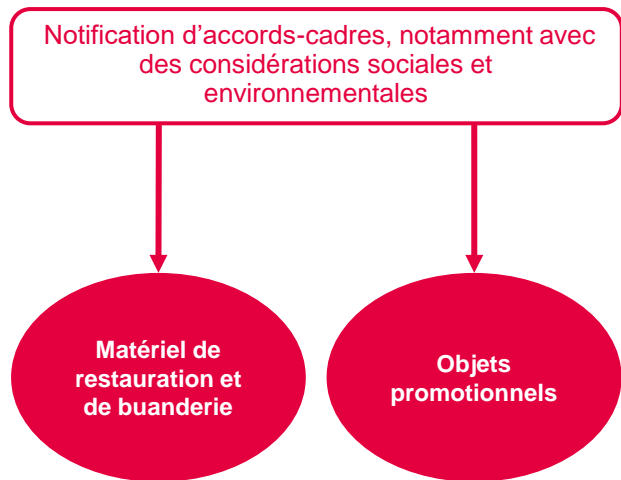 Notification d’accords-cadres, notamment avec
des considérations sociales et
environnementales
Matériel de
restauration et
de buanderie
Objets
promotionnels